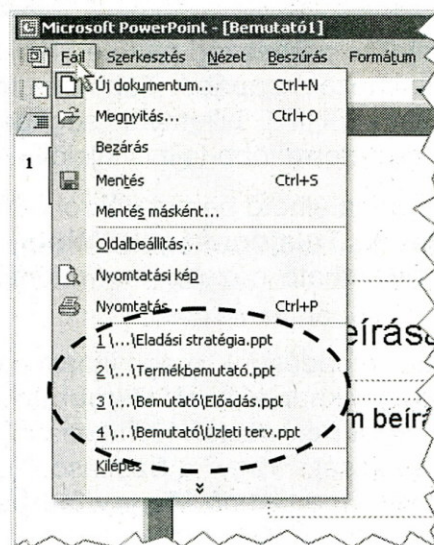 Microsoft PowerPoint - [Bemutató1]
Fájl Szerkesztés Nézet Beszúrás Formátum
Új dokumentum... Ctrl+N
Megnyitás... Ctrl+O
Bezárás
1
Mentés Ctrl+S
Mentés másként...
Oldalbeállítás...
Nyomtatási kép
Nyomtatás... Ctrl+P
1 \...\Eladási stratégia.ppt
2 \...\Termékbemutató.ppt
3 \...\Bemutató\Előadás.ppt
4 \...\Bemutató\Üzleti terv.ppt
Kilépés